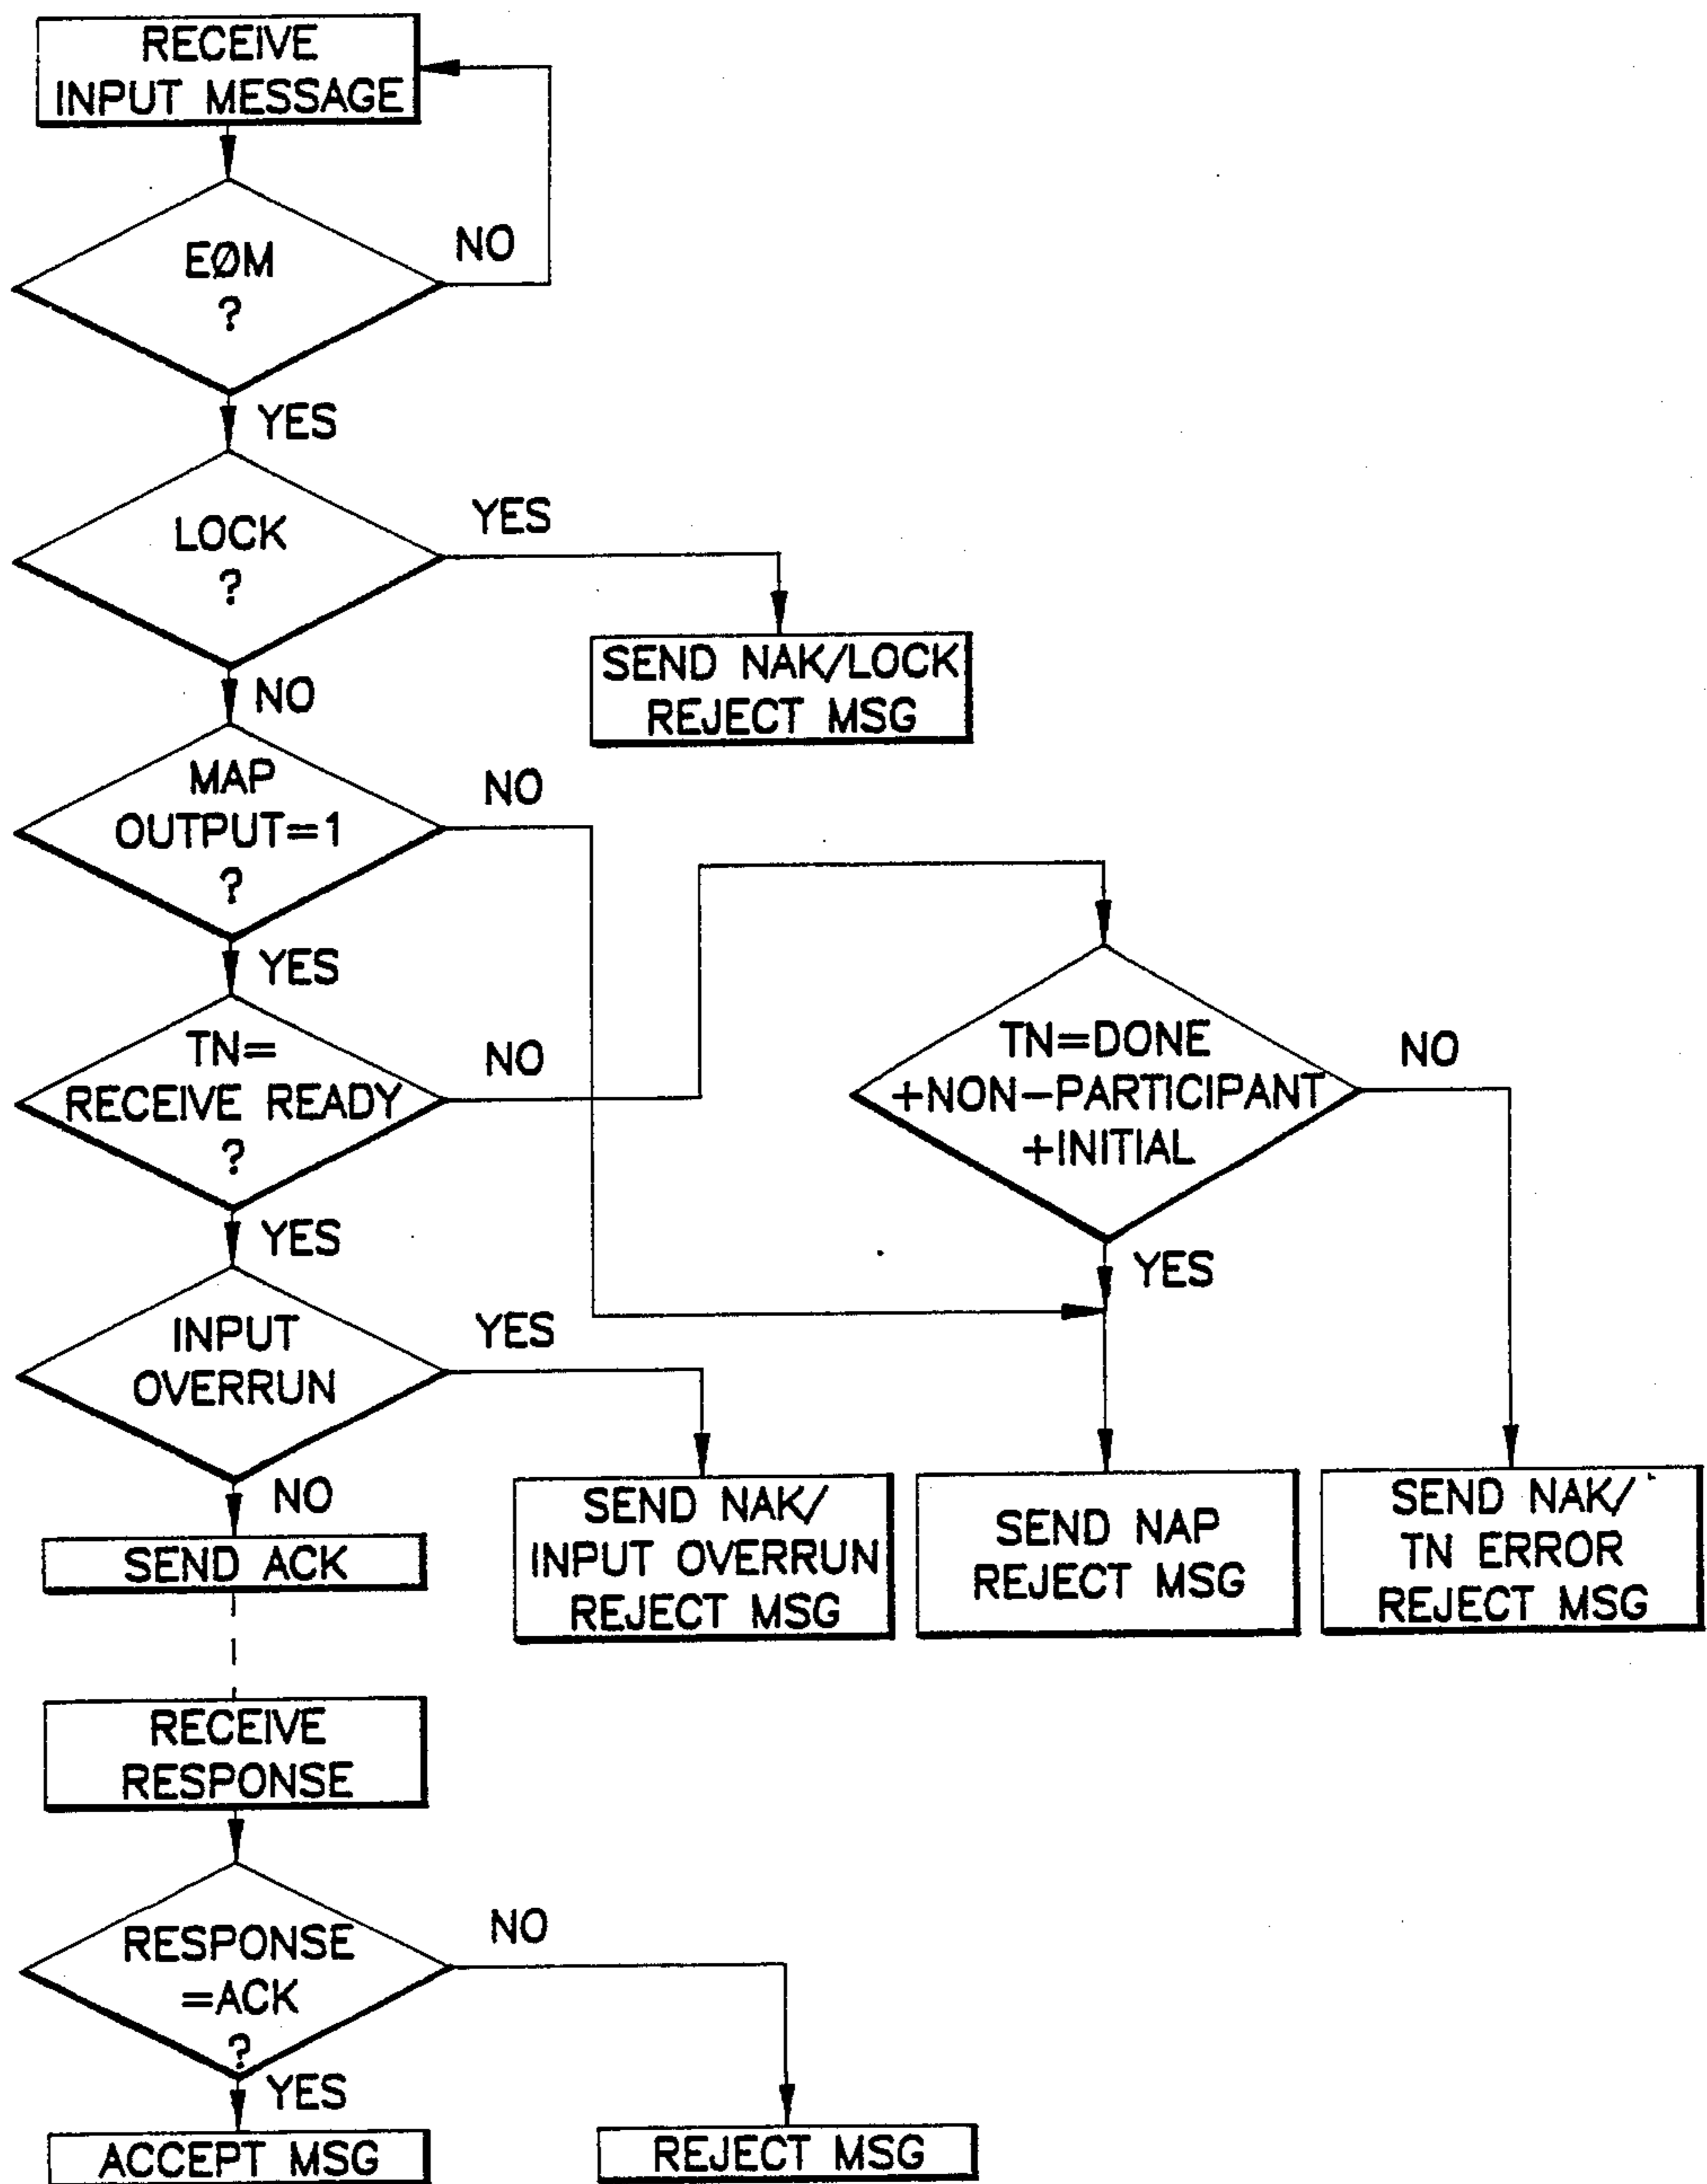 RECEIVE
INPUT MESSAGE
EØM
?
NO
YES
LOCK
?
YES
SEND NAK/LOCK
REJECT MSG
NO
MAP
OUTPUT=1
?
NO
YES
TN=
RECEIVE READY
?
NO
TN=DONE
+NON-PARTICIPANT
+INITIAL
NO
YES
YES
INPUT
OVERRUN
YES
NO
SEND ACK
SEND NAK/
INPUT OVERRUN
REJECT MSG
SEND NAP
REJECT MSG
SEND NAK/
TN ERROR
REJECT MSG
RECEIVE
RESPONSE
RESPONSE
=ACK
?
NO
YES
ACCEPT MSG
REJECT MSG